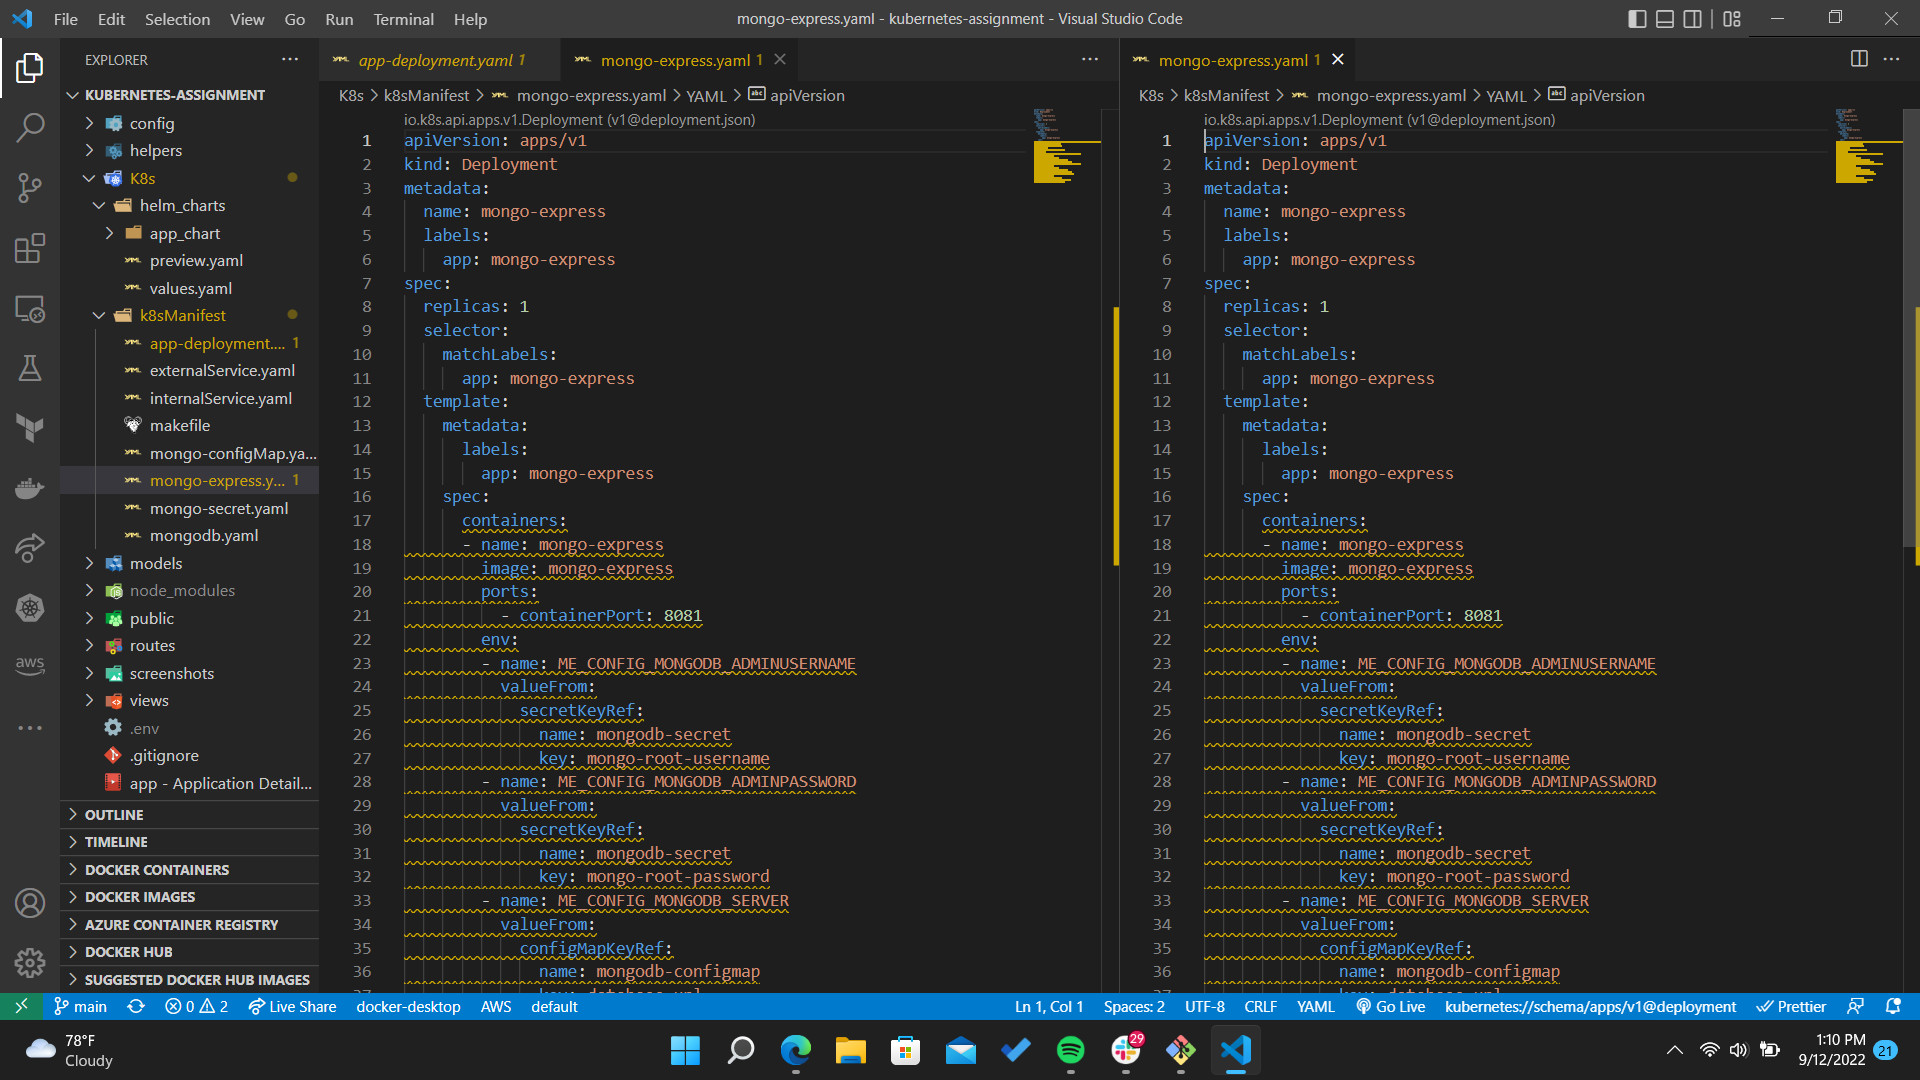 File Edit Selection View Go Run Terminal Help
mongo-express.yaml - kubernetes-assignment - Visual Studio Code
EXPLORER
KUBERNETES-ASSIGNMENT
config
helpers
K8s
helm_charts
app_chart
preview.yaml
values.yaml
k8sManifest
app-deployment.... 1
externalService.yaml
internalService.yaml
makefile
mongo-configMap.ya...
mongo-express.y... 1
mongo-secret.yaml
mongodb.yaml
models
node_modules
public
routes
screenshots
views
.env
.gitignore
app - Application Detail...
OUTLINE
TIMELINE
DOCKER CONTAINERS
DOCKER IMAGES
AZURE CONTAINER REGISTRY
DOCKER HUB
SUGGESTED DOCKER HUB IMAGES
aws
app-deployment.yaml 1
mongo-express.yaml 1
K8s > k8sManifest > mongo-express.yaml > YAML > abc apiVersion
io.k8s.api.apps.v1.Deployment (v1@deployment.json)
1 apiVersion: apps/v1
2 kind: Deployment
3 metadata:
4 name: mongo-express
5 labels:
6 app: mongo-express
7 spec:
8 replicas: 1
9 selector:
10 matchLabels:
11 app: mongo-express
12 template:
13 metadata:
14 labels:
15 app: mongo-express
16 spec:
17 containers:
18 - name: mongo-express
19 image: mongo-express
20 ports:
21 - containerPort: 8081
22 env:
23 - name: ME_CONFIG_MONGODB_ADMINUSERNAME
24 valueFrom:
25 secretKeyRef:
26 name: mongodb-secret
27 key: mongo-root-username
28 - name: ME_CONFIG_MONGODB_ADMINPASSWORD
29 valueFrom:
30 secretKeyRef:
31 name: mongodb-secret
32 key: mongo-root-password
33 - name: ME_CONFIG_MONGODB_SERVER
34 valueFrom:
35 configMapKeyRef:
36 name: mongodb-configmap
mongo-express.yaml 1
K8s > k8sManifest > mongo-express.yaml > YAML > abc apiVersion
io.k8s.api.apps.v1.Deployment (v1@deployment.json)
1 apiVersion: apps/v1
2 kind: Deployment
3 metadata:
4 name: mongo-express
5 labels:
6 app: mongo-express
7 spec:
8 replicas: 1
9 selector:
10 matchLabels:
11 app: mongo-express
12 template:
13 metadata:
14 labels:
15 app: mongo-express
16 spec:
17 containers:
18 - name: mongo-express
19 image: mongo-express
20 ports:
21 - containerPort: 8081
22 env:
23 - name: ME_CONFIG_MONGODB_ADMINUSERNAME
24 valueFrom:
25 secretKeyRef:
26 name: mongodb-secret
27 key: mongo-root-username
28 - name: ME_CONFIG_MONGODB_ADMINPASSWORD
29 valueFrom:
30 secretKeyRef:
31 name: mongodb-secret
32 key: mongo-root-password
33 - name: ME_CONFIG_MONGODB_SERVER
34 valueFrom:
35 configMapKeyRef:
36 name: mongodb-configmap
main 0 2 Live Share docker-desktop AWS default Ln 1, Col 1 Spaces: 2 UTF-8 CRLF YAML Go Live kubernetes://schema/apps/v1@deployment Prettier
78°F
Cloudy
29
1:10 PM
9/12/2022
21